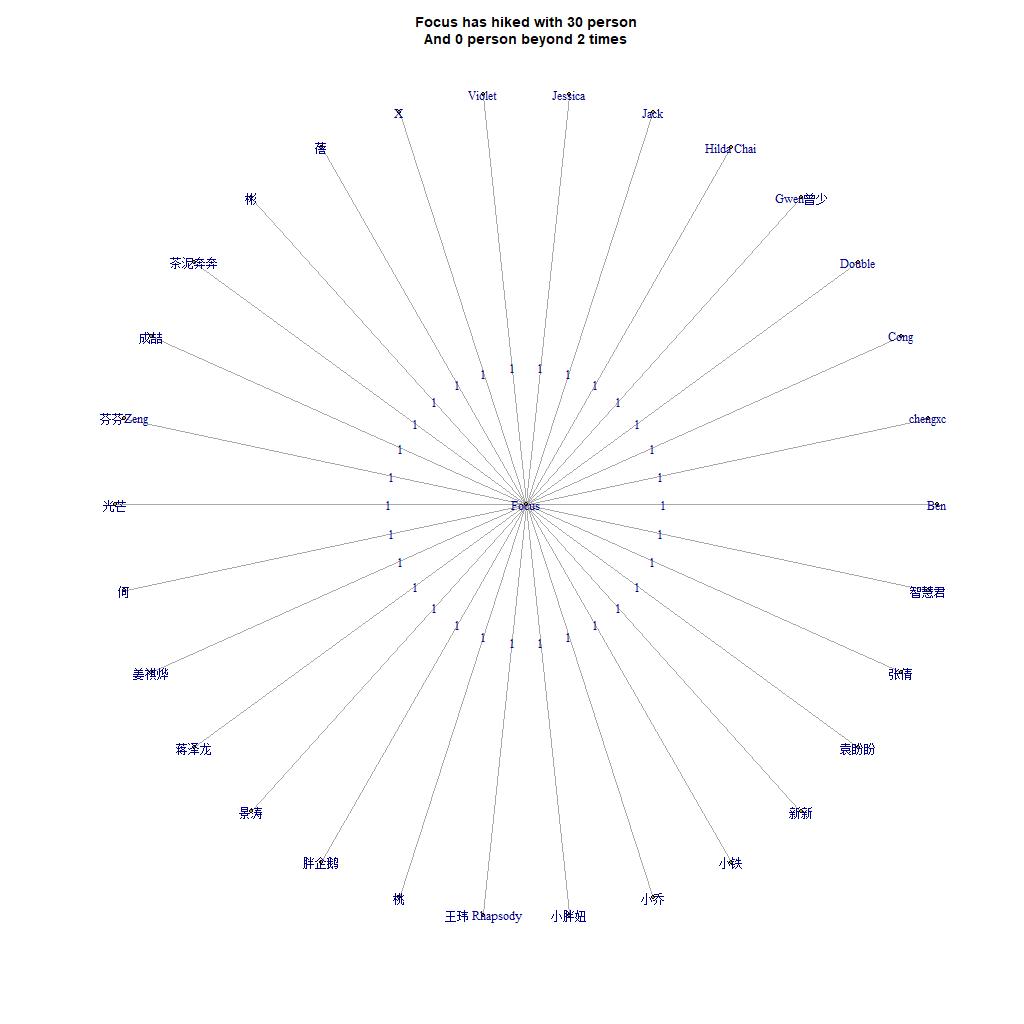 Focus has hiked with 30 person
And 0 person beyond 2 times
Violet
Jessica
X
Jack
蓓
Hilda Chai
彬
Gwen曾少
茶泥奔奔
Double
成喆
Cong
芬芬Zeng
chengxc
1 1
1 1
1 1
1 1
1 1
1 1
1 1
光芒
1
Focus
1
Ben
1 1
1 1
1 1
1 1
1 1
1 1
1 1
何
智慧君
姜祺烨
张倩
蒋泽龙
袁盼盼
景涛
新新
胖企鹅
小铁
桃
小乔
王玮 Rhapsody
小胖妞